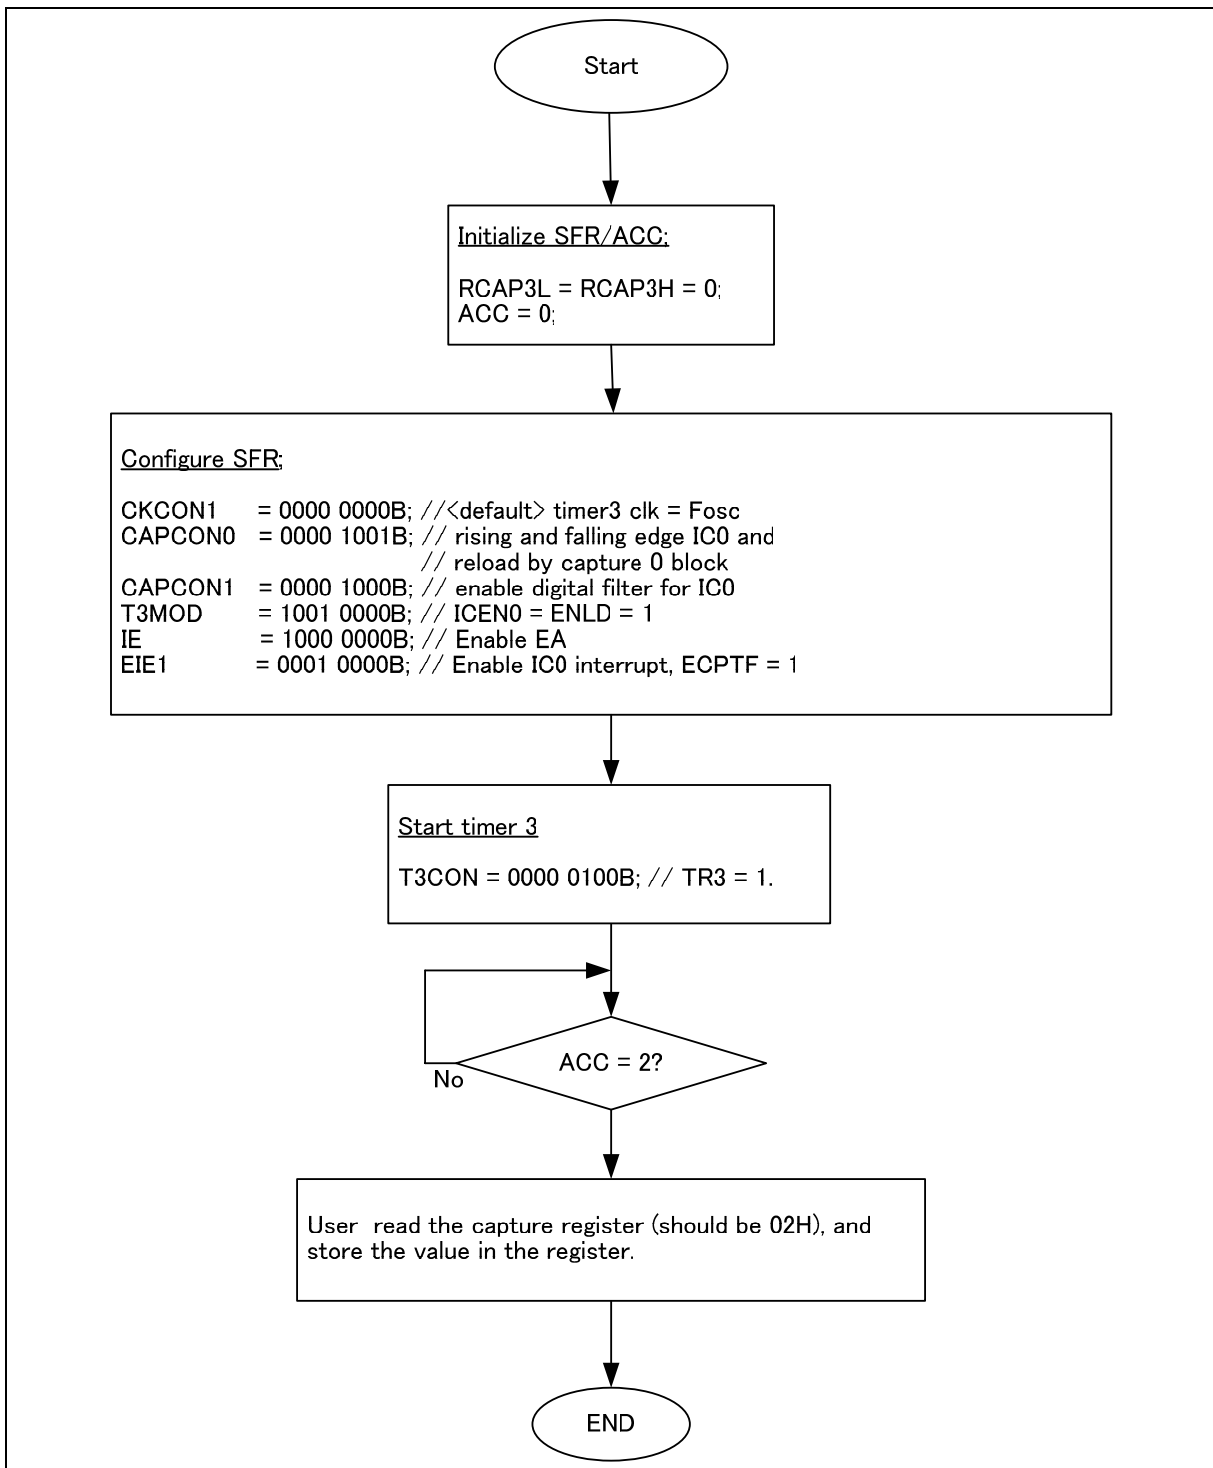 Start
Initialize SFR/ACC;
RCAP3L = RCAP3H = 0;
ACC = 0;
Configure SFR;
CKCON1 = 0000 0000B; //<default> timer3 clk = Fosc
CAPCON0 = 0000 1001B; // rising and falling edge IC0 and
// reload by capture 0 block
CAPCON1 = 0000 1000B; // enable digital filter for IC0
T3MOD = 1001 0000B; // ICEN0 = ENLD = 1
IE = 1000 0000B; // Enable EA
EIE1 = 0001 0000B; // Enable IC0 interrupt, ECPTF = 1
Start timer 3
T3CON = 0000 0100B; // TR3 = 1.
ACC = 2?
No
User read the capture register (should be 02H), and
store the value in the register.
END